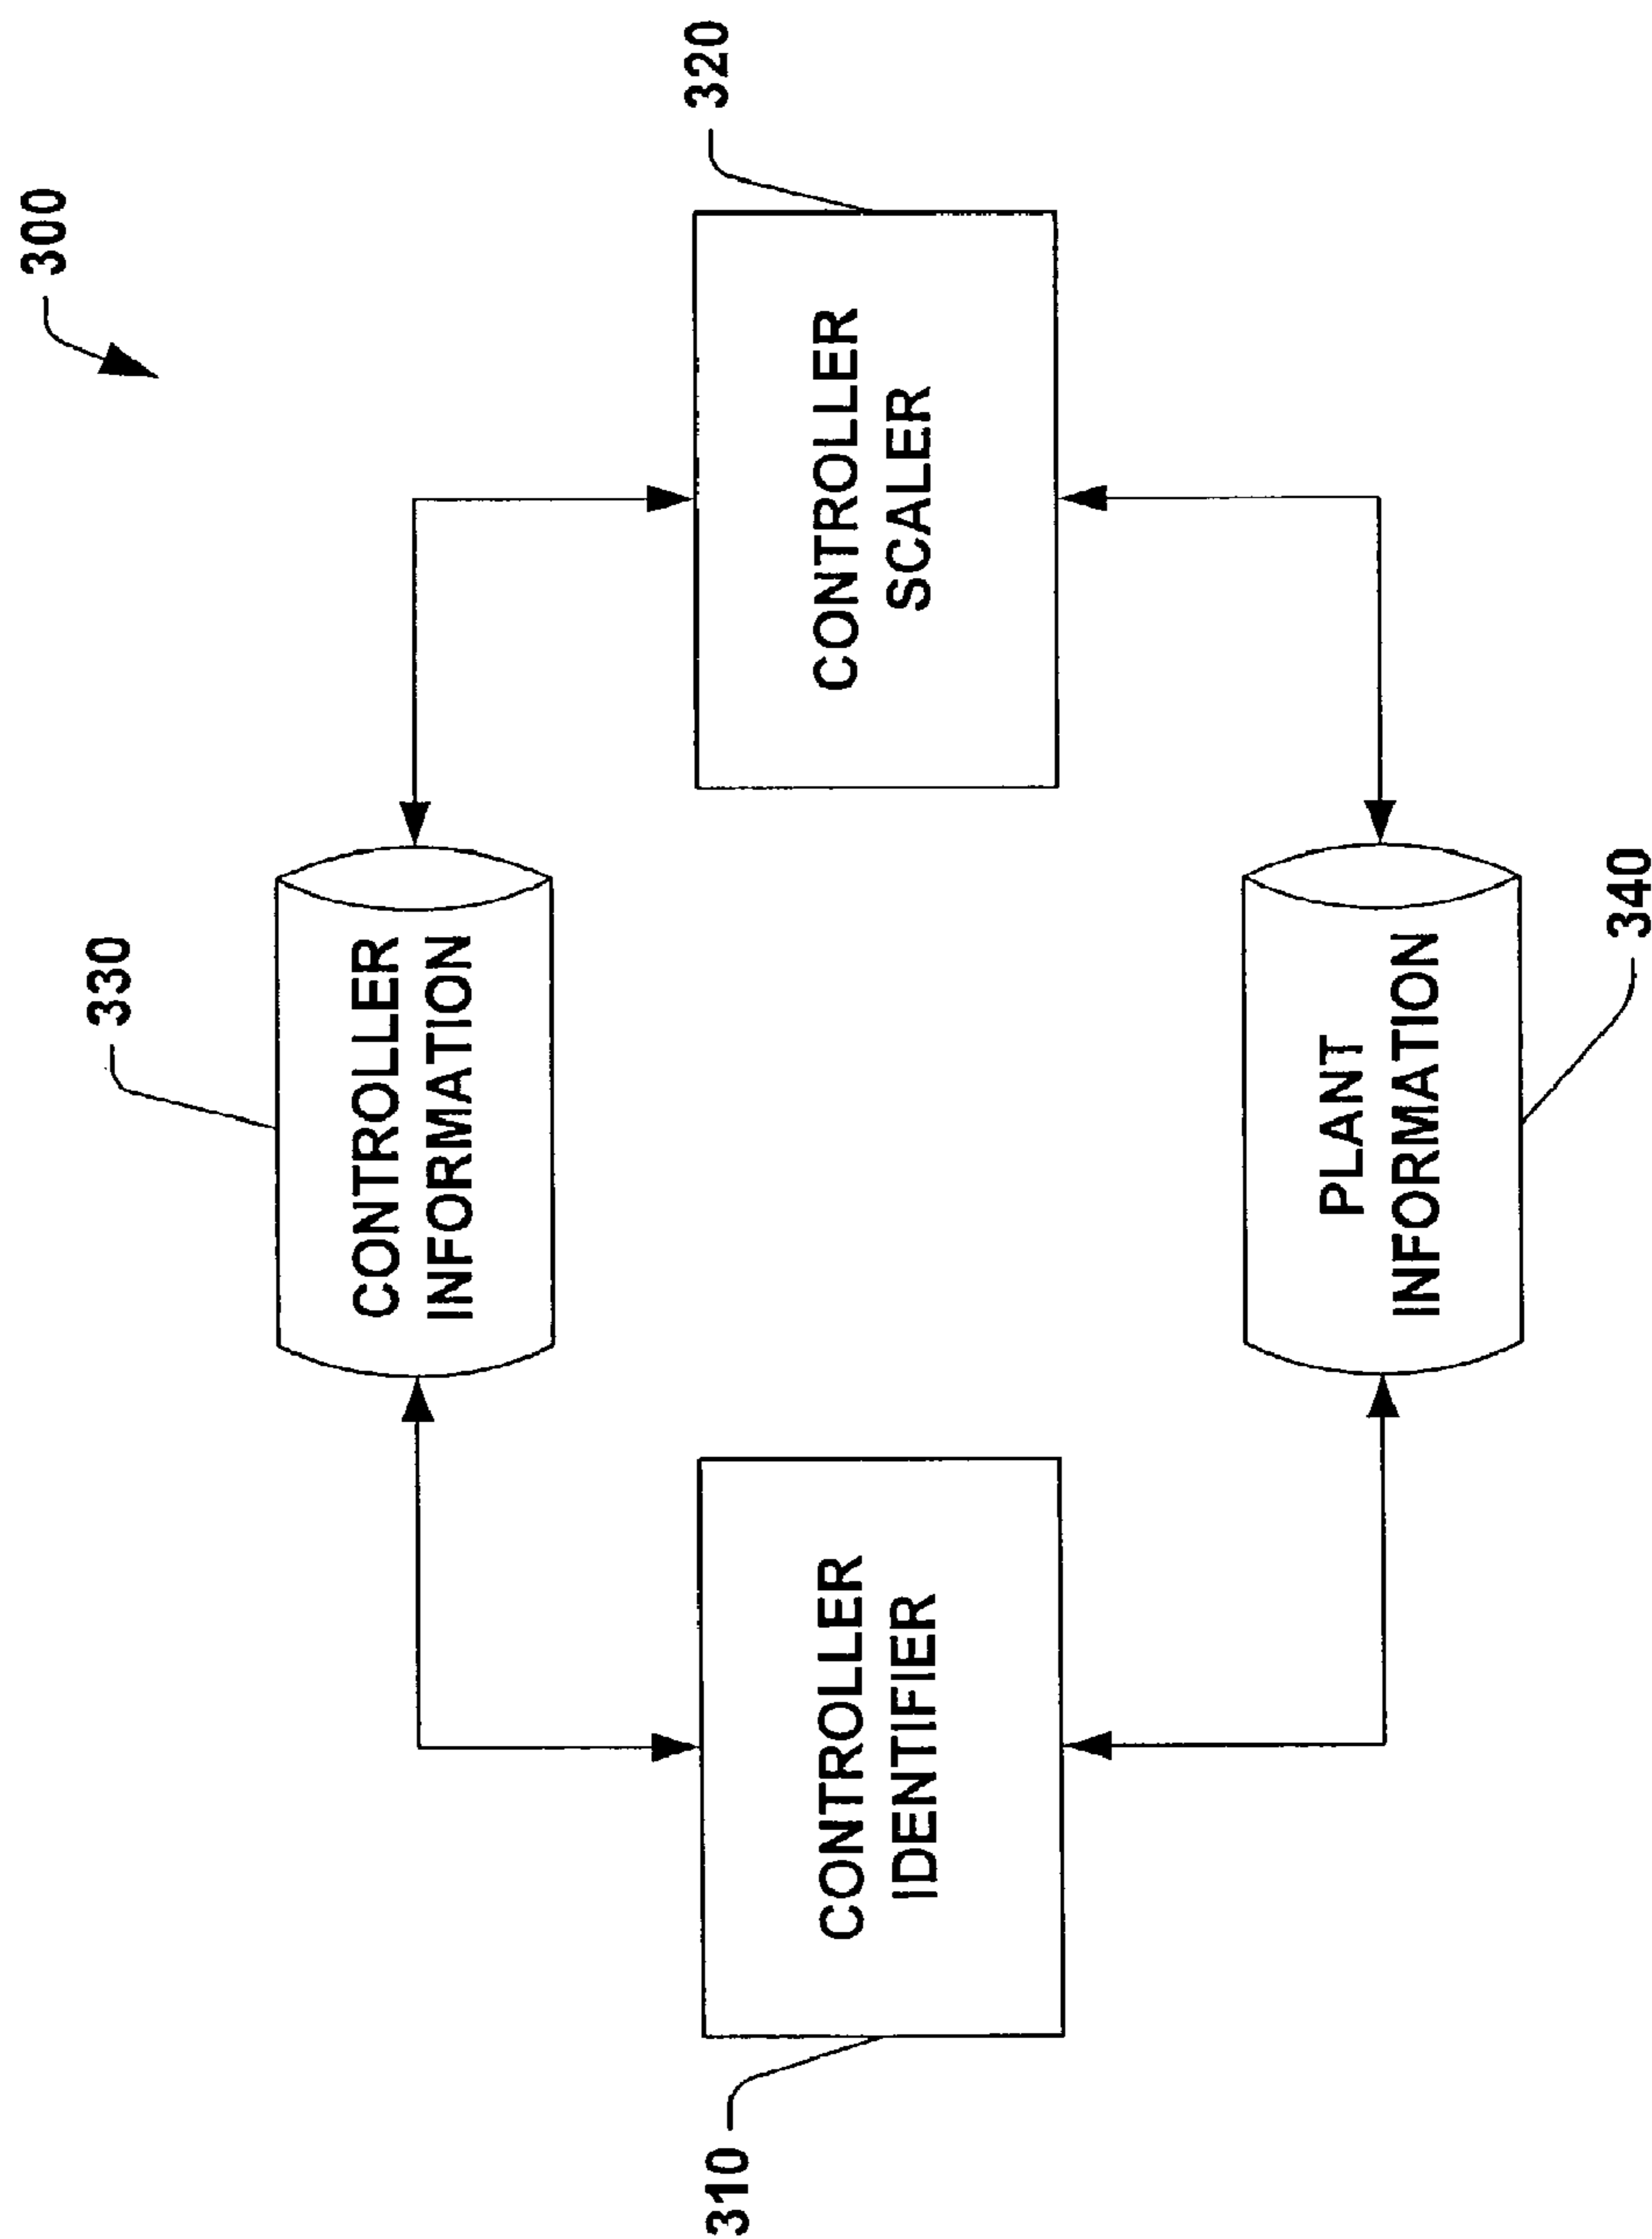 300
330
CONTROLLER
INFORMATION
310
CONTROLLER
IDENTIFIER
320
CONTROLLER
SCALER
PLANT
INFORMATION
340